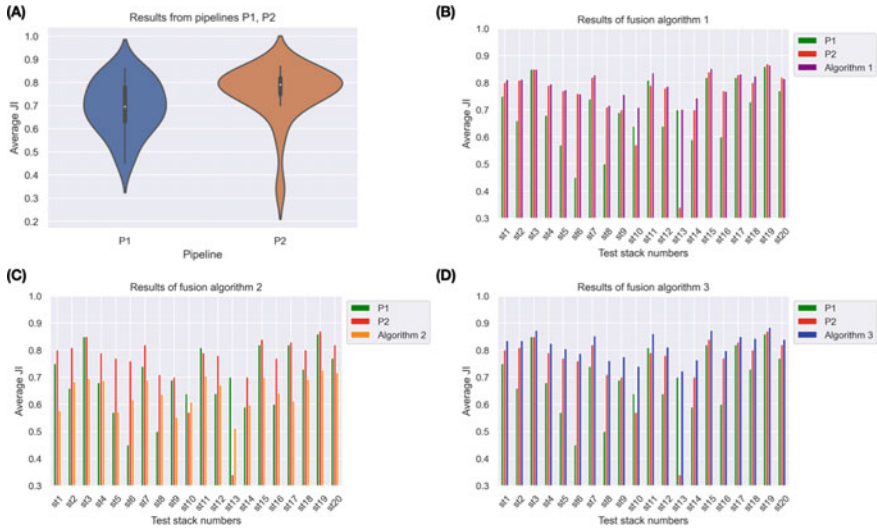 (A)
Results from pipelines P1, P2
Average JI
1.0
0.9
0.8
0.7
0.6
0.5
0.4
0.3
0.2
P1 P2
Pipeline
(B)
Results of fusion algorithm 1
Average JI
1.0
0.9
0.8
0.7
0.6
0.5
0.4
0.3
st1 st2 st3 st4 st5 st6 st7 st8 st9 st10 st11 st12 st13 st14 st15 st16 st17 st18 st19 st20
Test stack numbers
P1
P2
Algorithm 1
(C)
Results of fusion algorithm 2
Average JI
1.0
0.9
0.8
0.7
0.6
0.5
0.4
0.3
st1 st2 st3 st4 st5 st6 st7 st8 st9 st10 st11 st12 st13 st14 st15 st16 st17 st18 st19 st20
Test stack numbers
P1
P2
Algorithm 2
(D)
Results of fusion algorithm 3
Average JI
1.0
0.9
0.8
0.7
0.6
0.5
0.4
0.3
st1 st2 st3 st4 st5 st6 st7 st8 st9 st10 st11 st12 st13 st14 st15 st16 st17 st18 st19 st20
Test stack numbers
P1
P2
Algorithm 3